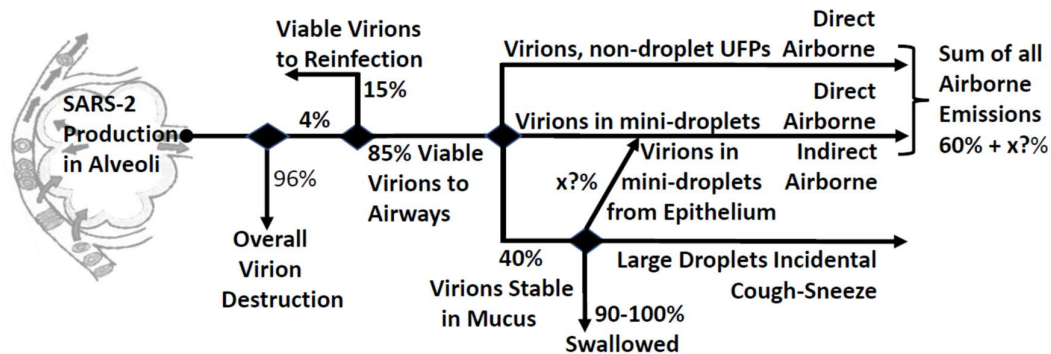 Viable Virions
to Reinfection
15%
SARS-2
Production
in Alveoli
4%
96%
Overall
Virion
Destruction
85% Viable
Virions to
Airways
Virions, non-droplet UFPs
Direct
Airborne
Virions in mini-droplets
Direct
Airborne
Indirect
Airborne
Virions in
mini-droplets
from Epithelium
x?%
40%
Virions Stable
in Mucus
90-100%
Swallowed
Large Droplets Incidental
Cough-Sneeze
Sum of all
Airborne
Emissions
60% + x?%